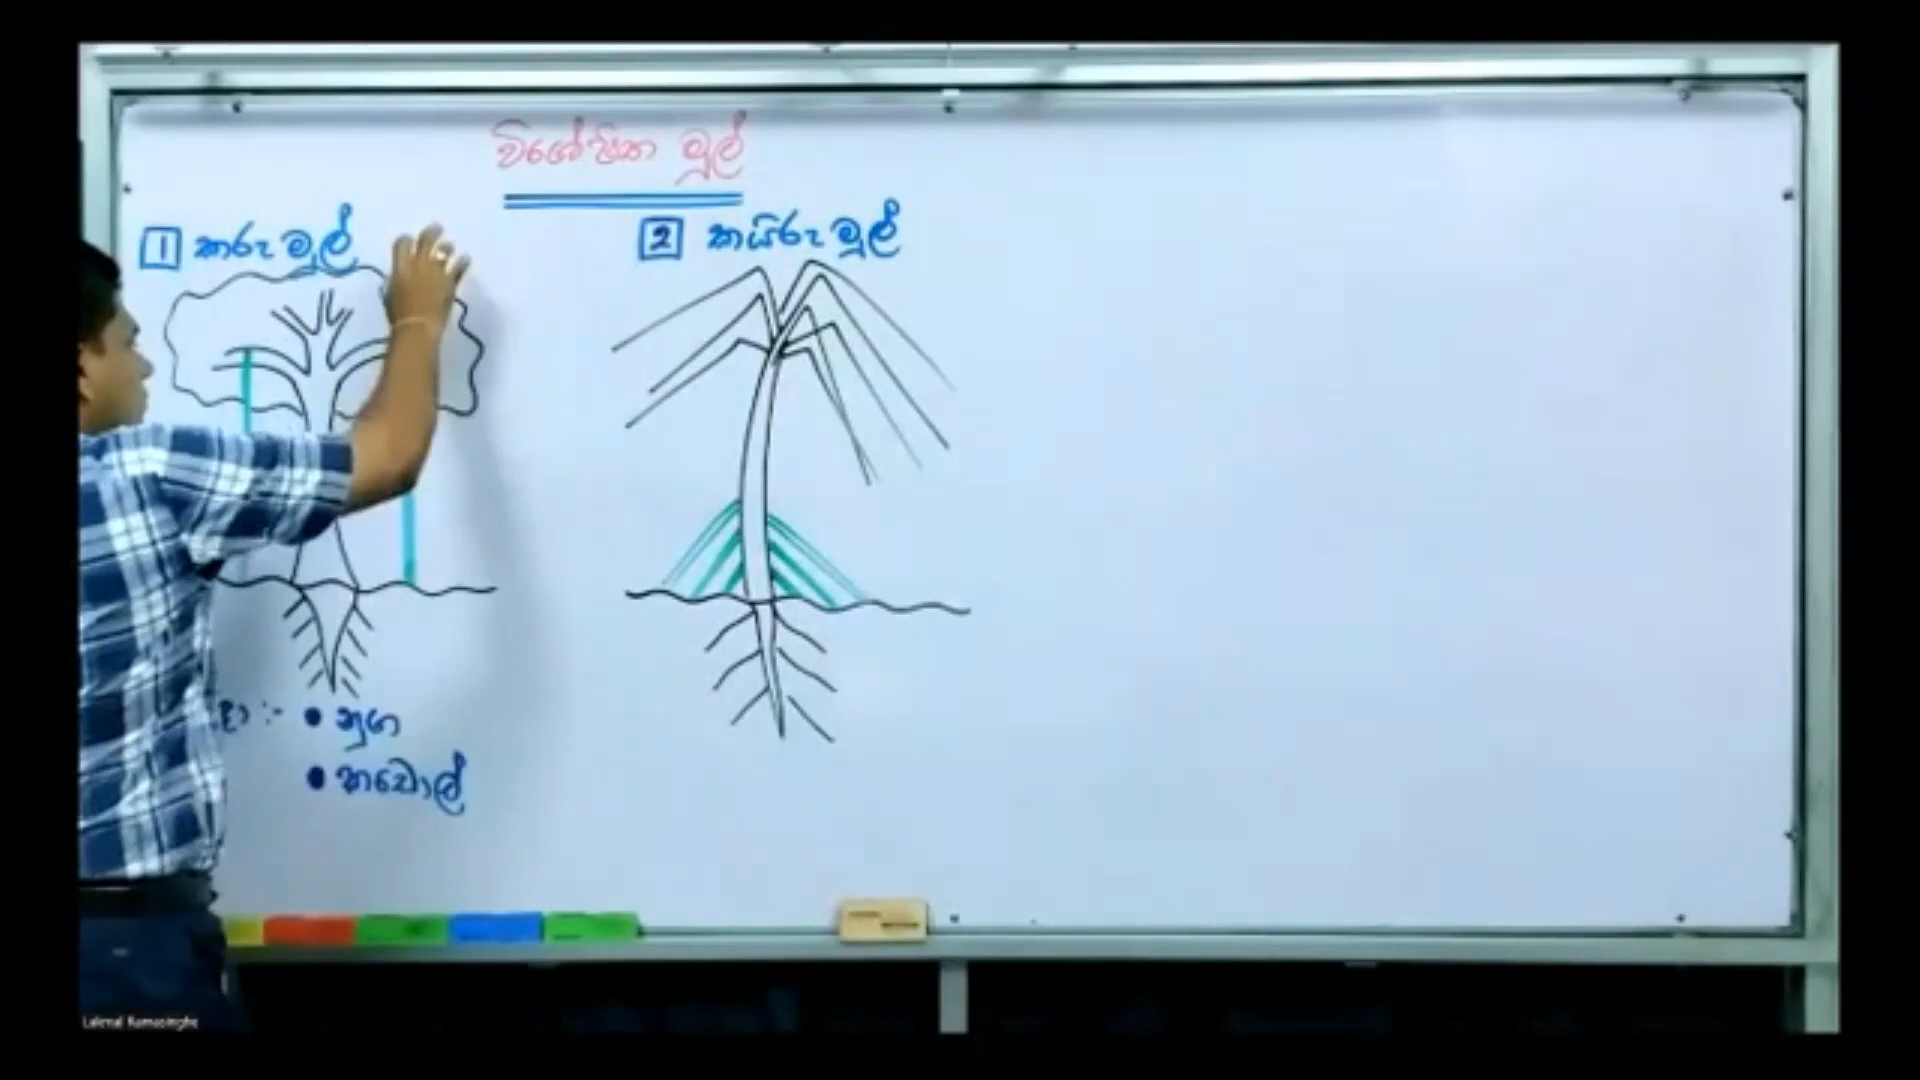 විශේෂිත මූල්
1 කරු මූල්
2 කයිරු මූල්
:- • නුග
• කඩොල්